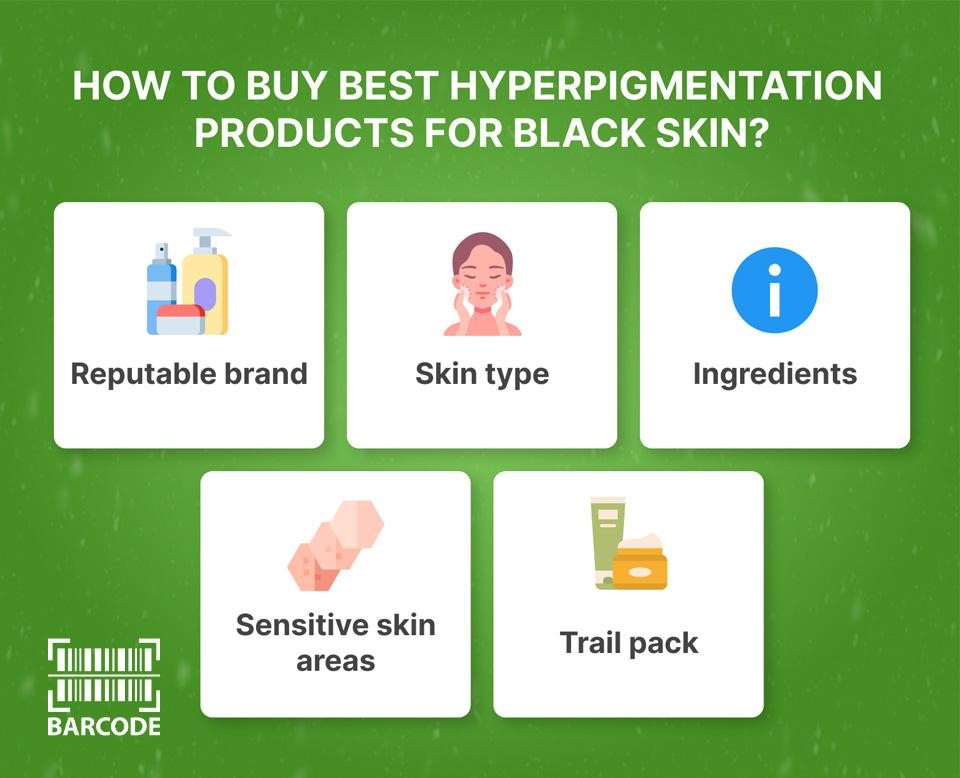 HOW TO BUY BEST HYPERPIGMENTATION
PRODUCTS FOR BLACK SKIN?
Reputable brand
Skin type
Ingredients
Sensitive skin
areas
Trail pack
BARCODE